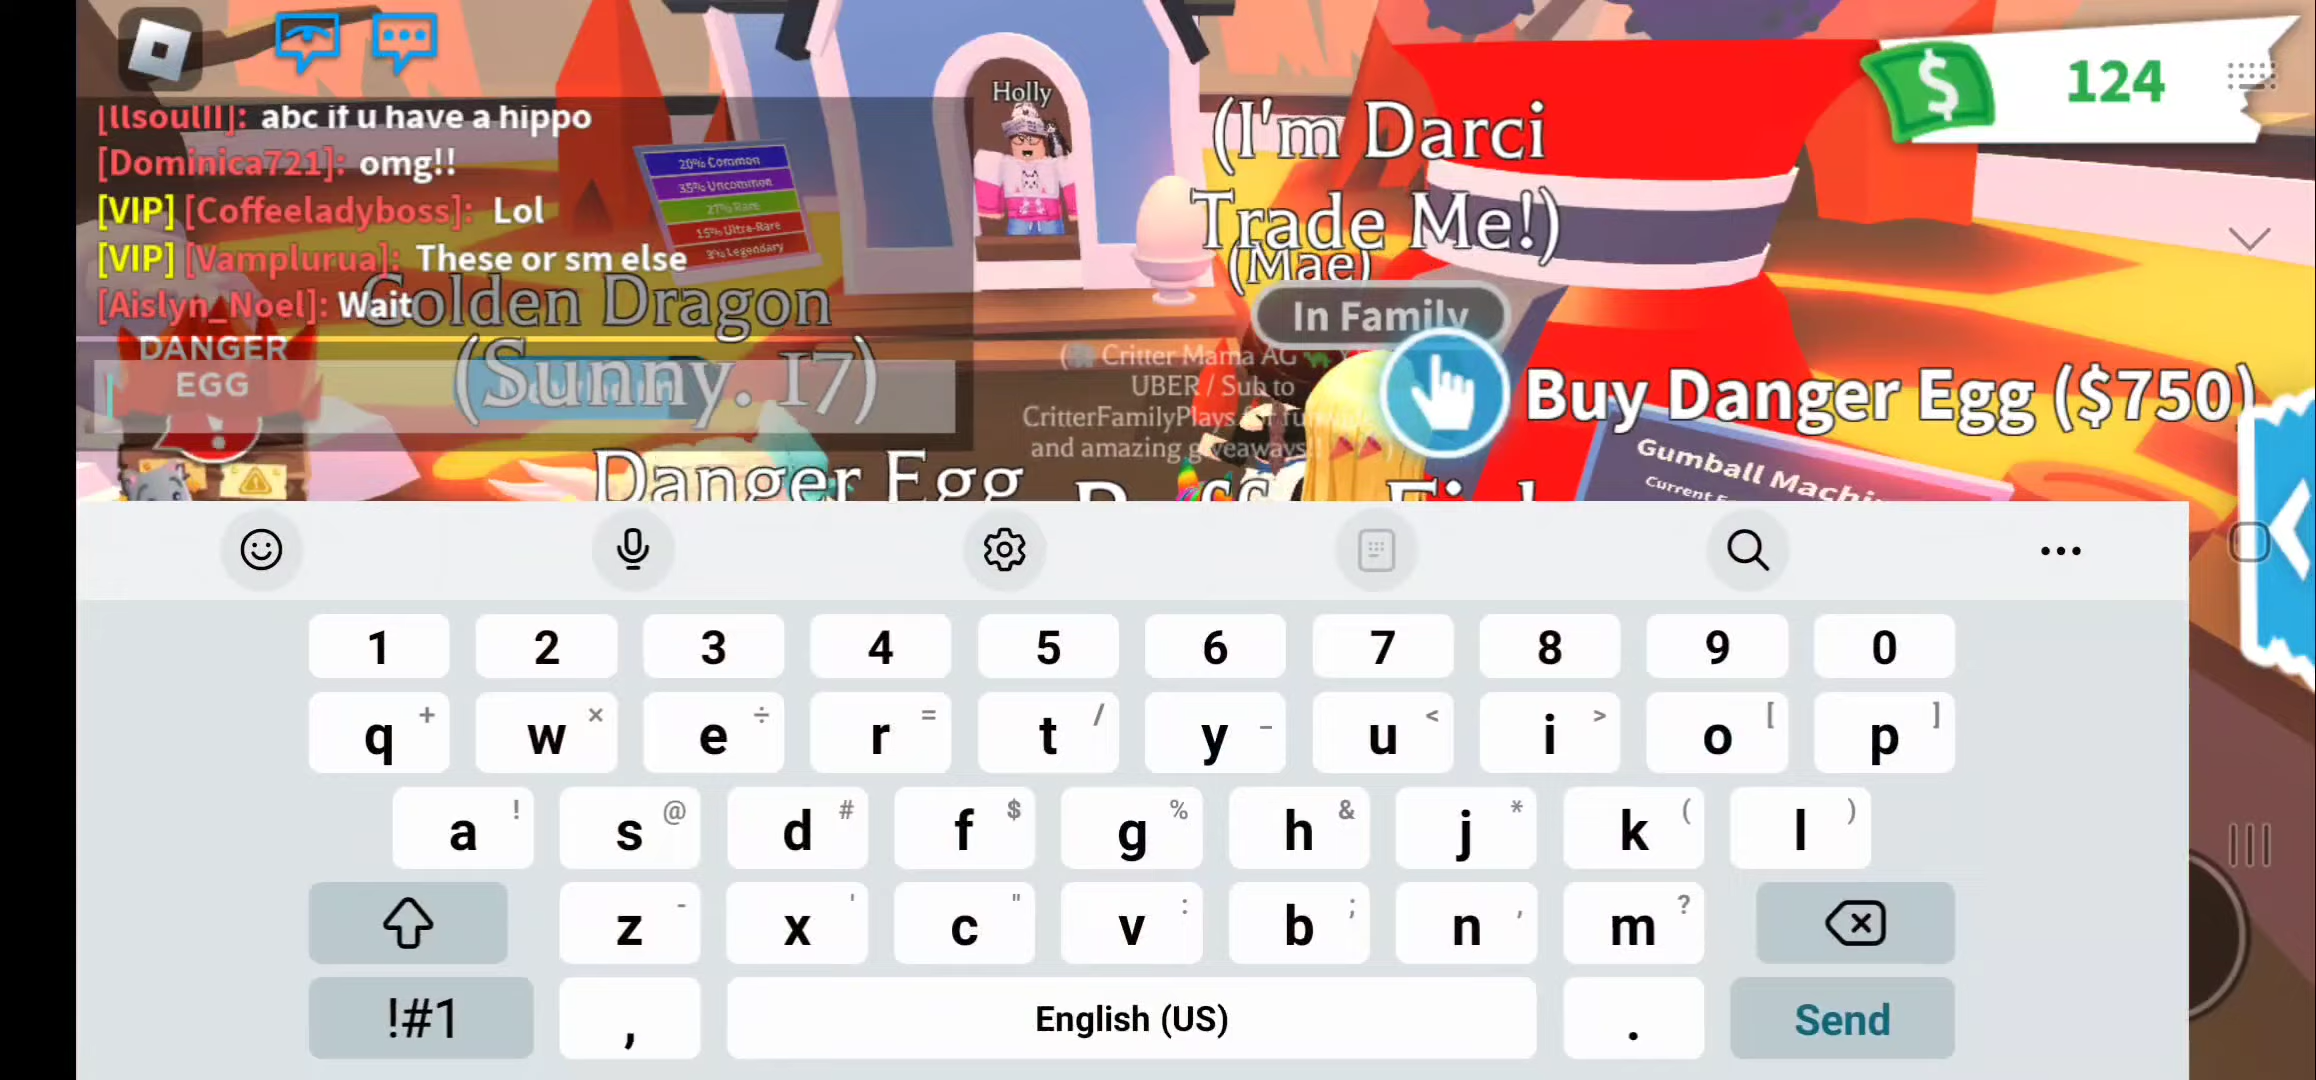 [llsoulll]: abc if u have a hippo
[Dominica721]: omg!!
[VIP] [Coffeeladyboss]: Lol
[VIP] [Vamplurua]: These or sm else
[Aislyn_Noel]: Wait
Holly
20% Common
35% Uncommon
27% Rare
15% Ultra-Rare
3% Legendary
Golden Dragon
(Sunny. 17)
DANGER
EGG
Danger Egg
(I'm Darci
Trade Me!)
(Mae)
In Family
Critter Mama AG
UBER / Sub to
CritterFamilyPlays
and amazing giveaways!
124
Buy Danger Egg ($750)
Gumball
Current
1 2 3 4 5 6 7 8 9 0
q + w × e ÷ r = t / y _ u < i > o [ p ]
a ! s @ d # f $ g % h & j * k ( l )
z - x ' c " v : b ; n , m ?
!#1 , English (US) . Send